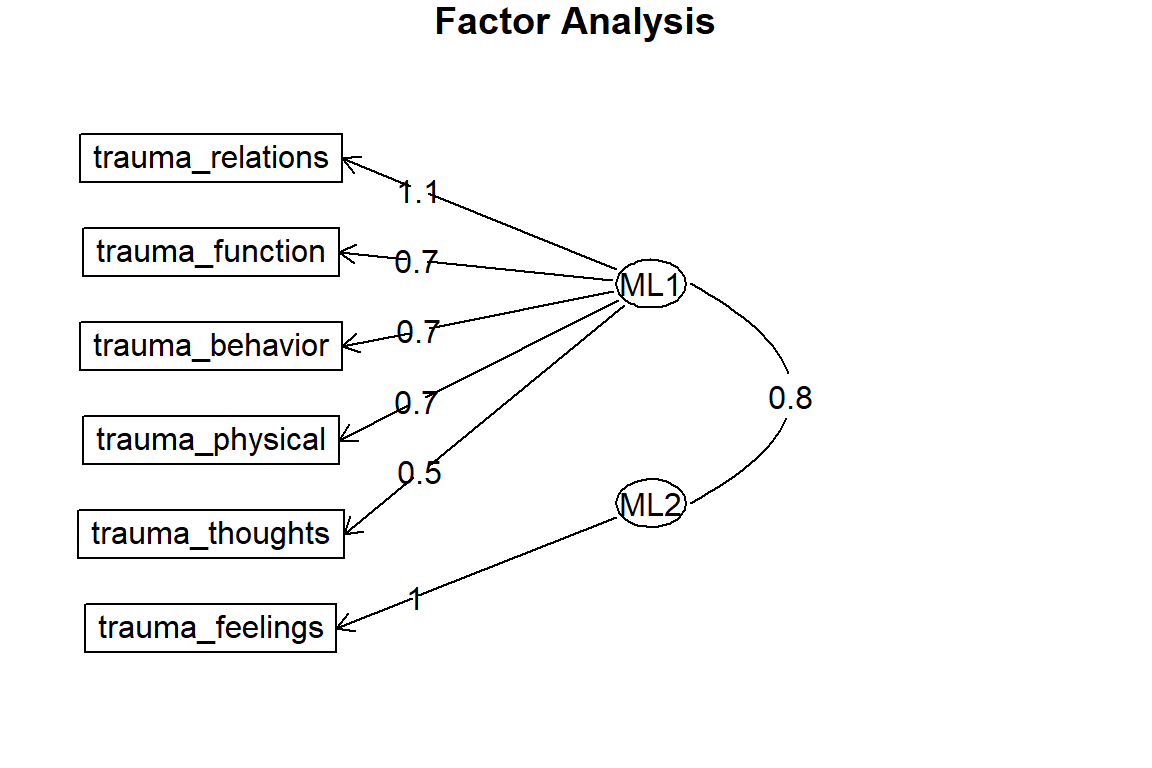 Factor Analysis
trauma_relations
1.1
trauma_function
0.7
ML1
trauma_behavior
0.7
0.8
trauma_physical
0.7
trauma_thoughts
0.5
ML2
trauma_feelings
1